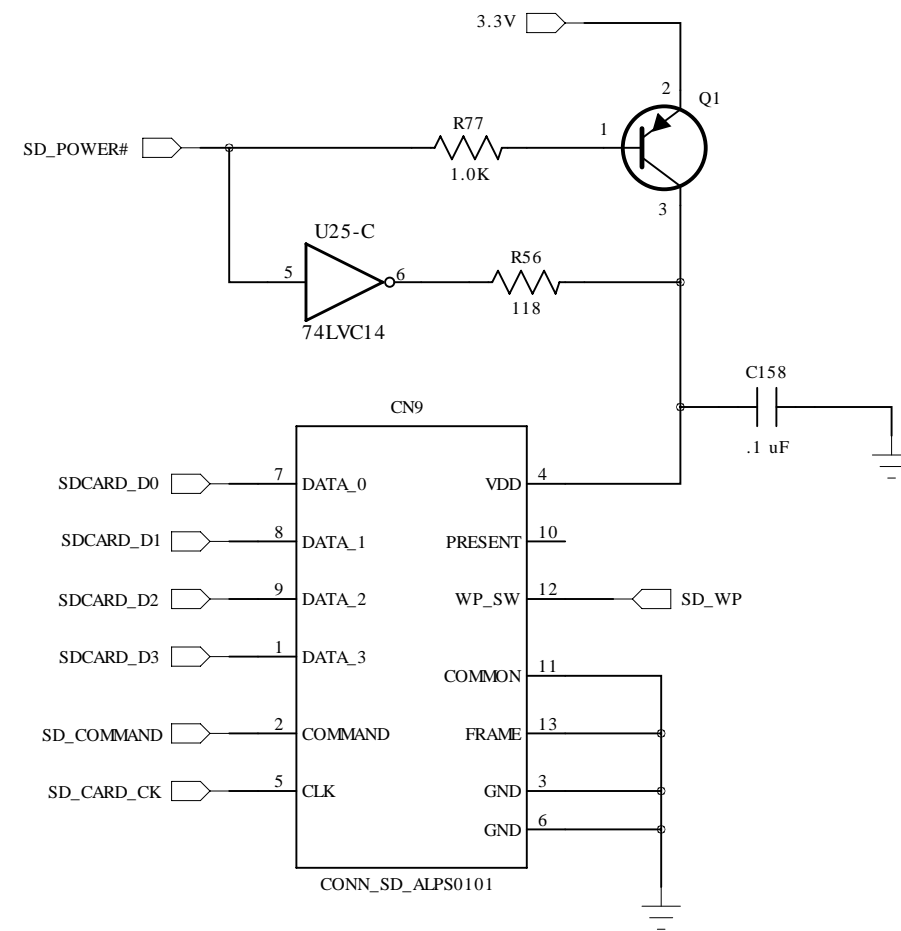 3.3V
2
Q1
R77
1
SD_POWER#
1.0K
3
U25-C
R56
5
6
118
74LVC14
C158
CN9
.1 uF
SDCARD_D0
7
DATA_0
VDD
4
SDCARD_D1
8
DATA_1
PRESENT
10
SDCARD_D2
9
DATA_2
WP_SW
12
SD_WP
SDCARD_D3
1
DATA_3
COMMON
11
SD_COMMAND
2
COMMAND
FRAME
13
SD_CARD_CK
5
CLK
GND
3
GND
6
CONN_SD_ALPS0101